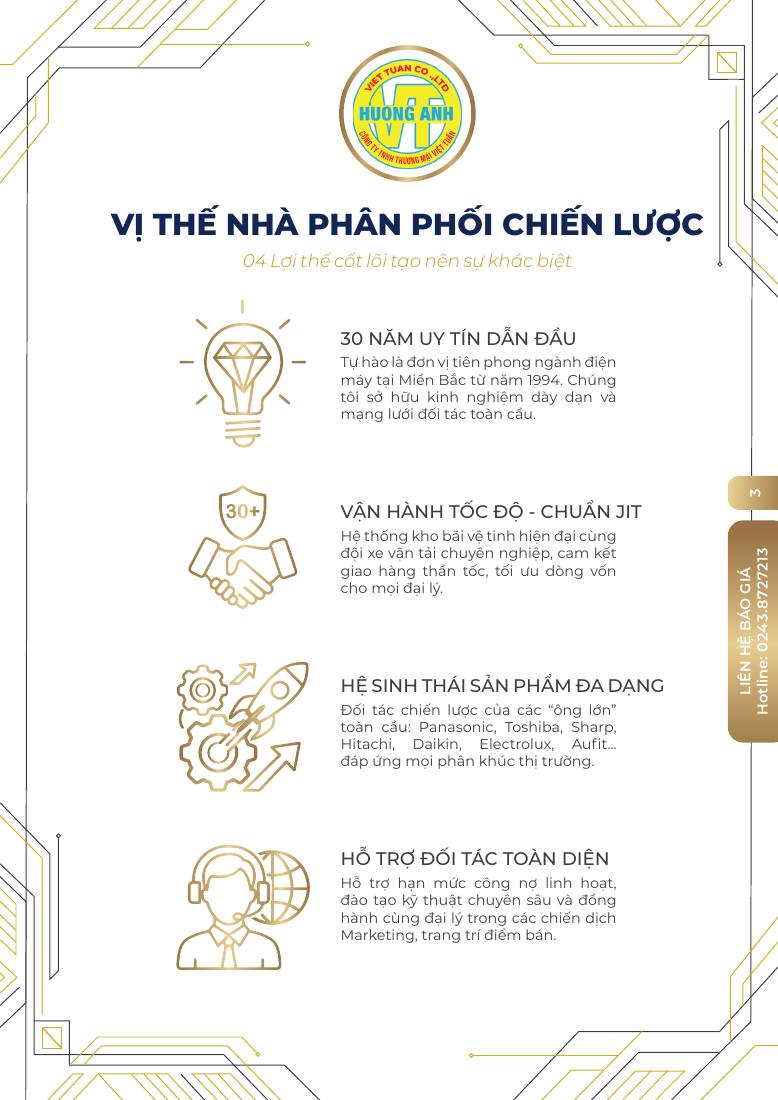 VIET TUAN CO .,LTD
HUONG ANH
CÔNG TY TNHH THƯƠNG MẠI VIỆT TUẤN
VỊ THẾ NHÀ PHÂN PHỐI CHIẾN LƯỢC
04 Lợi thế cốt lõi tạo nên sự khác biệt
30 NĂM UY TÍN DẪN ĐẦU
Tự hào là đơn vị tiên phong ngành điện
máy tại Miền Bắc từ năm 1994. Chúng
tôi sở hữu kinh nghiệm dày dạn và
mạng lưới đối tác toàn cầu.
30+
VẬN HÀNH TỐC ĐỘ - CHUẨN JIT
Hệ thống kho bãi vệ tinh hiện đại cùng
đội xe vận tải chuyên nghiệp, cam kết
giao hàng thần tốc, tối ưu dòng vốn
cho mọi đại lý.
3
LIÊN HỆ BÁO GIÁ
Hotline: 0243.8727213
HỆ SINH THÁI SẢN PHẨM ĐA DẠNG
Đối tác chiến lược của các “ông lớn”
toàn cầu: Panasonic, Toshiba, Sharp,
Hitachi, Daikin, Electrolux, Aufit...
đáp ứng mọi phân khúc thị trường.
HỖ TRỢ ĐỐI TÁC TOÀN DIỆN
Hỗ trợ hạn mức công nợ linh hoạt,
đào tạo kỹ thuật chuyên sâu và đồng
hành cùng đại lý trong các chiến dịch
Marketing, trang trí điểm bán.